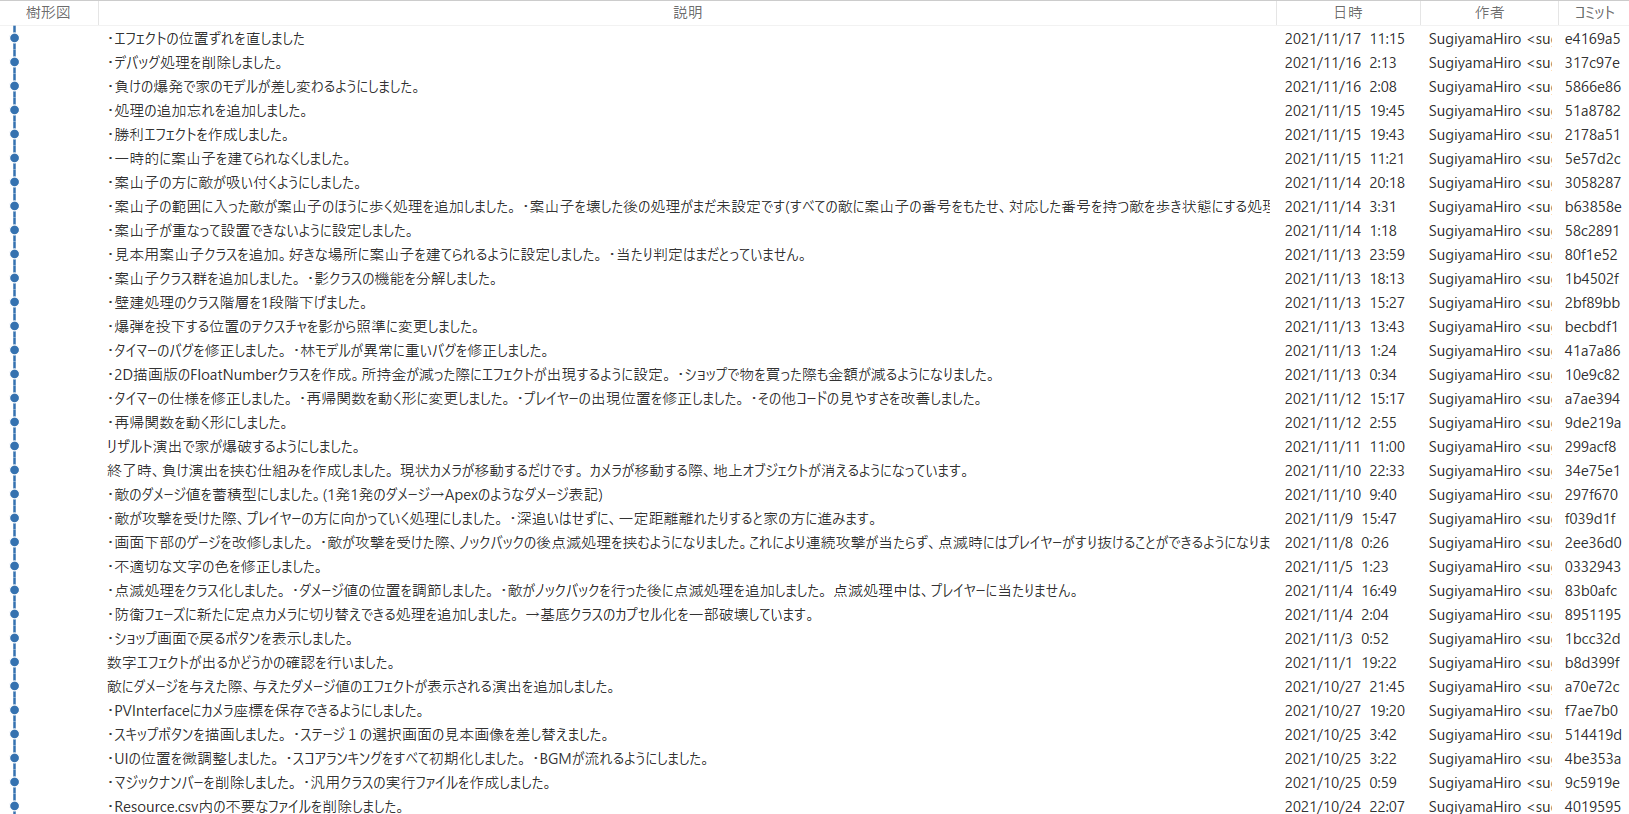 樹形図 説明 日時 作者 コミット
・エフェクトの位置ずれを直しました 2021/11/17 11:15 SugiyamaHiro <su e4169a5
・デバッグ処理を削除しました。 2021/11/16 2:13 SugiyamaHiro <su 317c97e
・負けの爆発で家のモデルが差し変わるようにしました。 2021/11/16 2:08 SugiyamaHiro <su 5866e86
・処理の追加忘れを追加しました。 2021/11/15 19:45 SugiyamaHiro <su 51a8782
・勝利エフェクトを作成しました。 2021/11/15 19:43 SugiyamaHiro <su 2178a51
・一時的に案山子を建てられなくしました。 2021/11/15 11:21 SugiyamaHiro <su 5e57d2c
・案山子の方に敵が吸い付くようにしました。 2021/11/14 20:18 SugiyamaHiro <su 3058287
・案山子の範囲に入った敵が案山子のほうに歩く処理を追加しました。 ・案山子を壊した後の処理がまだ未設定です(すべての敵に案山子の番号をもたせ、対応した番号を持つ敵を歩き状態にする処理 2021/11/14 3:31 SugiyamaHiro <su b63858e
・案山子が重なって設置できないように設定しました。 2021/11/14 1:18 SugiyamaHiro <su 58c2891
・見本用案山子クラスを追加。好きな場所に案山子を建てられるように設定しました。 ・当たり判定はまだとっていません。 2021/11/13 23:59 SugiyamaHiro <su 80f1e52
・案山子クラス群を追加しました。 ・影クラスの機能を分解しました。 2021/11/13 18:13 SugiyamaHiro <su 1b4502f
・壁建処理のクラス階層を1段階下げました。 2021/11/13 15:27 SugiyamaHiro <su 2bf89bb
・爆弾を投下する位置のテクスチャを影から照準に変更しました。 2021/11/13 13:43 SugiyamaHiro <su becbdf1
・タイマーのバグを修正しました。 ・林モデルが異常に重いバグを修正しました。 2021/11/13 1:24 SugiyamaHiro <su 41a7a86
・2D描画版のFloatNumberクラスを作成。所持金が減った際にエフェクトが出現するように設定。 ・ショップで物を買った際も金額が減るようになりました。 2021/11/13 0:34 SugiyamaHiro <su 10e9c82
・タイマーの仕様を修正しました。 ・再帰関数を動く形に変更しました。 ・プレイヤーの出現位置を修正しました。 ・その他コードの見やすさを改善しました。 2021/11/12 15:17 SugiyamaHiro <su a7ae394
・再帰関数を動く形にしました。 2021/11/12 2:55 SugiyamaHiro <su 9de219a
リザルト演出で家が爆破するようにしました。 2021/11/11 11:00 SugiyamaHiro <su 299acf8
終了時、負け演出を挟む仕組みを作成しました。 現状カメラが移動するだけです。 カメラが移動する際、地上オブジェクトが消えるようになっています。 2021/11/10 22:33 SugiyamaHiro <su 34e75e1
・敵のダメージ値を蓄積型にしました。(1発1発のダメージ→Apexのようなダメージ表記) 2021/11/10 9:40 SugiyamaHiro <su 297f670
・敵が攻撃を受けた際、プレイヤーの方に向かっていく処理にしました。 ・深追いはせずに、一定距離離れたりすると家の方に進みます。 2021/11/9 15:47 SugiyamaHiro <su f039d1f
・画面下部のゲージを改修しました。 ・敵が攻撃を受けた際、ノックバックの後点滅処理を挟むようになりました。これにより連続攻撃が当たらず、点滅時にはプレイヤーがすり抜けることができるようになりま 2021/11/8 0:26 SugiyamaHiro <su 2ee36d0
・不適切な文字の色を修正しました。 2021/11/5 1:23 SugiyamaHiro <su 0332943
・点滅処理をクラス化しました。 ・ダメージ値の位置を調節しました。 ・敵がノックバックを行った後に点滅処理を追加しました。 点滅処理中は、プレイヤーに当たりません。 2021/11/4 16:49 SugiyamaHiro <su 83b0afc
・防衛フェーズに新たに定点カメラに切り替えできる処理を追加しました。 →基底クラスのカプセル化を一部破壊しています。 2021/11/4 2:04 SugiyamaHiro <su 8951195
・ショップ画面で戻るボタンを表示しました。 2021/11/3 0:52 SugiyamaHiro <su 1bcc32d
数字エフェクトが出るかどうかの確認を行いました。 2021/11/1 19:22 SugiyamaHiro <su b8d399f
敵にダメージを与えた際、与えたダメージ値のエフェクトが表示される演出を追加しました。 2021/10/27 21:45 SugiyamaHiro <su a70e72c
・PVInterfaceにカメラ座標を保存できるようにしました。 2021/10/27 19:20 SugiyamaHiro <su f7ae7b0
・スキップボタンを描画しました。 ・ステージ１の選択画面の見本画像を差し替えました。 2021/10/25 3:42 SugiyamaHiro <su 514419d
・UIの位置を微調整しました。 ・スコアランキングをすべて初期化しました。 ・BGMが流れるようにしました。 2021/10/25 3:22 SugiyamaHiro <su 4be353a
・マジックナンバーを削除しました。 ・汎用クラスの実行ファイルを作成しました。 2021/10/25 0:59 SugiyamaHiro <su 9c5919e
・Resource.csv内の不要なファイルを削除しました。 2021/10/24 22:07 SugiyamaHiro <su 4019595